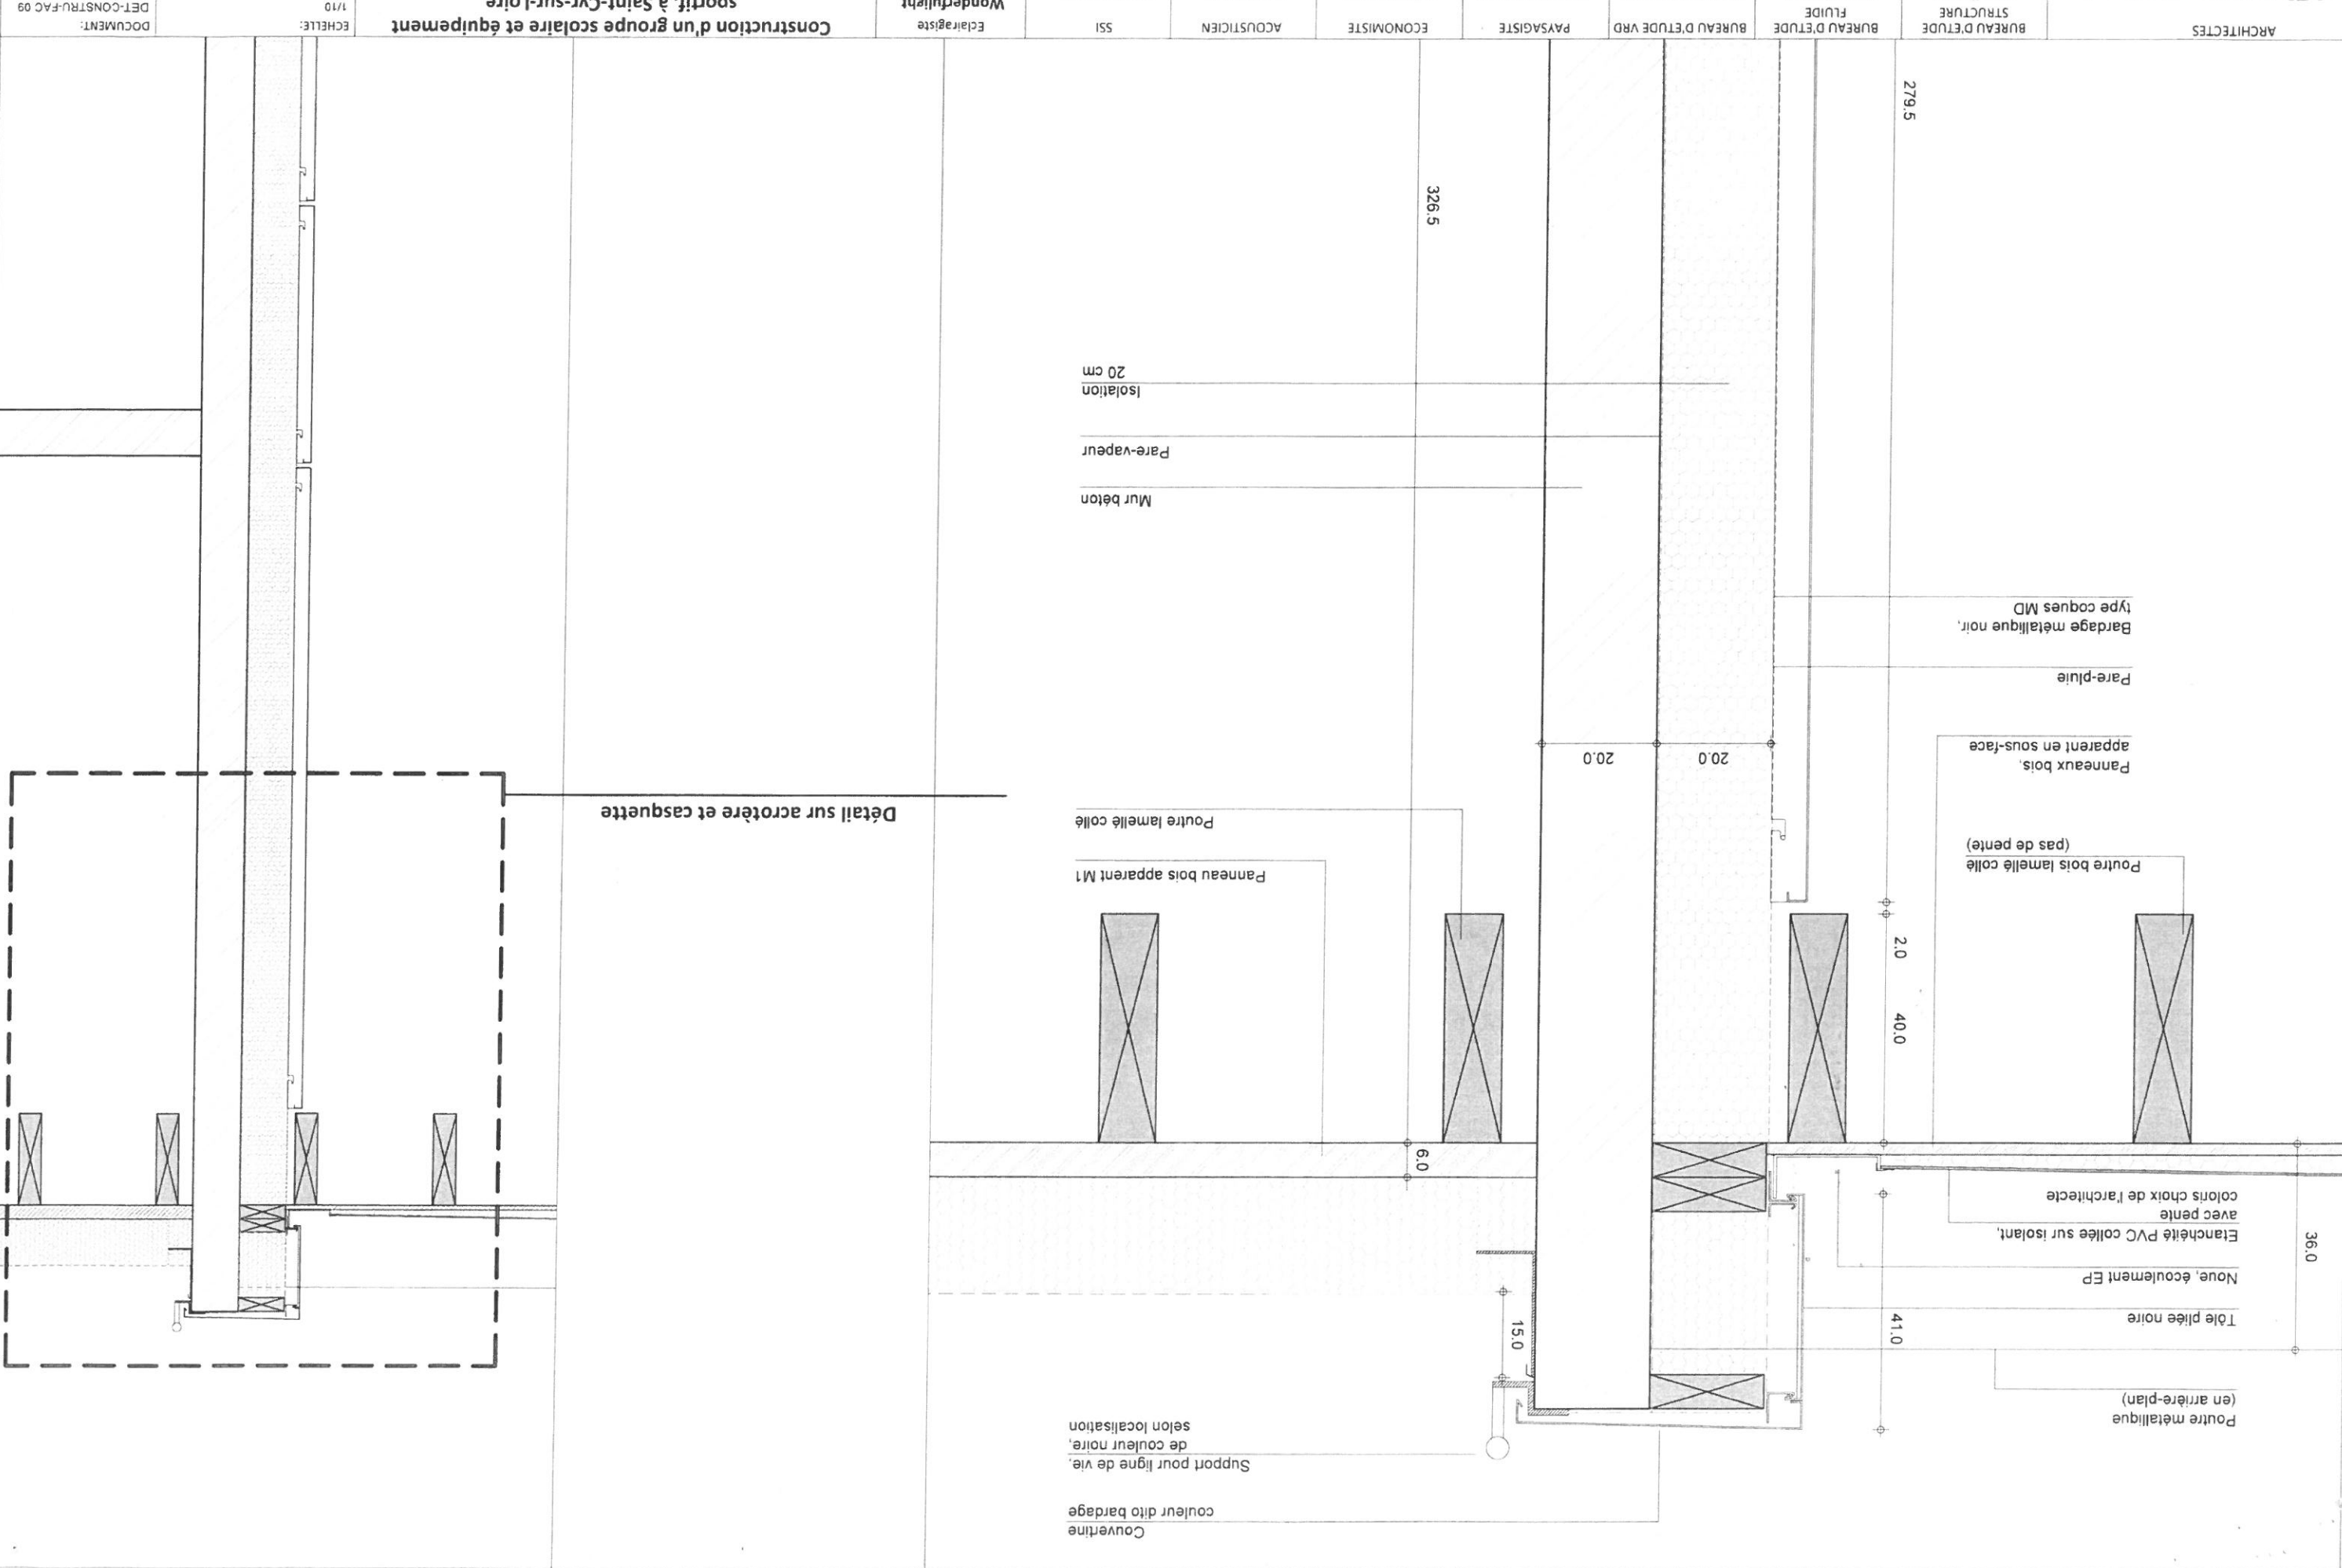 Couvertine
couleur dito bardage
Support pour ligne de vie,
de couleur noire,
selon localisation
Poutre métallique
(en arrière-plan)
Tôle pliée noire
Noue, écoulement EP
Etanchéité PVC collée sur isolant,
avec pente
coloris choix de l'architecte
36.0
41.0
15.0
6.0
40.0
2.0
Poutre bois lamellé collé
(pas de pente)
Panneaux bois,
apparent en sous-face
Pare-pluie
Bardage métallique noir,
type coques MD
279.5
20.0
20.0
Panneau bois apparent M1
Poutre lamellé collé
Mur béton
Pare-vapeur
Isolation
20 cm
326.5
Détail sur acrotère et casquette
ARCHITECTES
BUREAU D'ETUDE
STRUCTURE
BUREAU D'ETUDE
FLUIDE
BUREAU D'ETUDE VRD
PAYSAGISTE
ECONOMISTE
ACOUSTICIEN
SSI
Eclairagiste
Wonderfulight
Construction d'un groupe scolaire et équipement
sportif, à Saint-Cyr-sur-Loire
ECHELLE:
1/10
DOCUMENT:
DET-CONSTRU-FAC 09